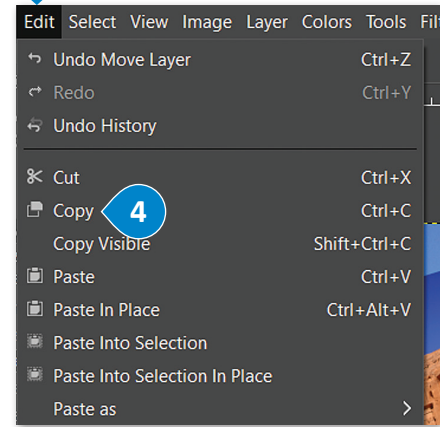 Edit Select View Image Layer Colors Tools
Undo Move Layer Ctrl+Z
Redo Ctrl+Y
Undo History
Cut Ctrl+X
Copy 4 Ctrl+C
Copy Visible Shift+Ctrl+C
Paste Ctrl+V
Paste In Place Ctrl+Alt+V
Paste Into Selection
Paste Into Selection In Place
Paste as